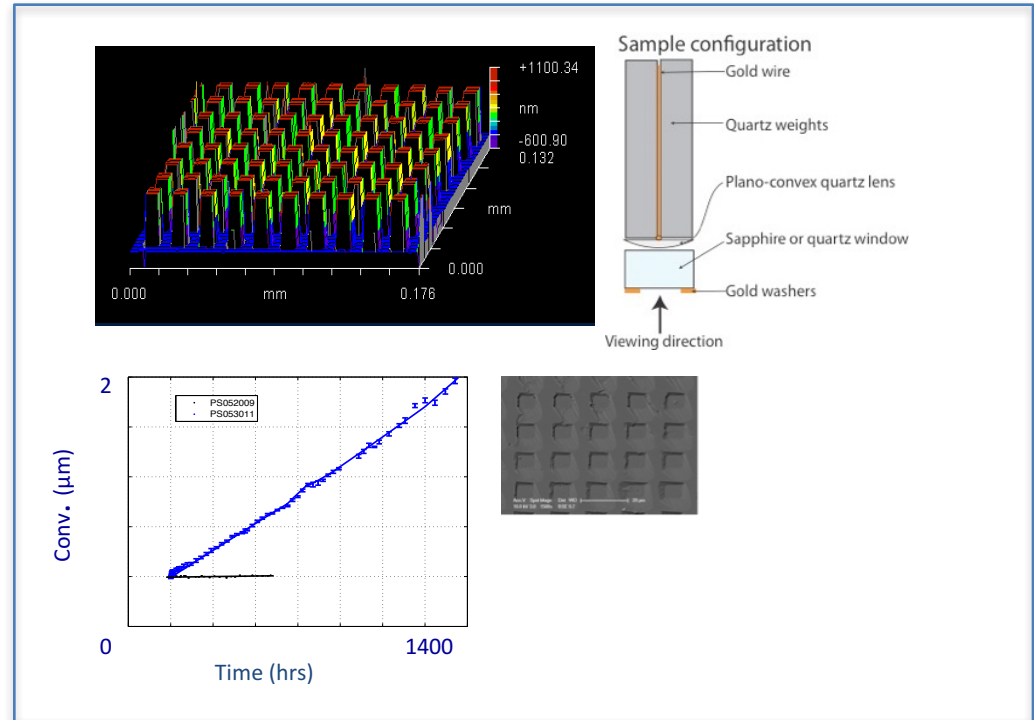 +1100.34
nm
-600.90
0.132
mm
0.000
0.000
mm
0.176
Sample configuration
Gold wire
Quartz weights
Plano-convex quartz lens
Sapphire or quartz window
Gold washers
Viewing direction
2
PS052009
PS053011
Conv. (μm)
0
1400
Time (hrs)